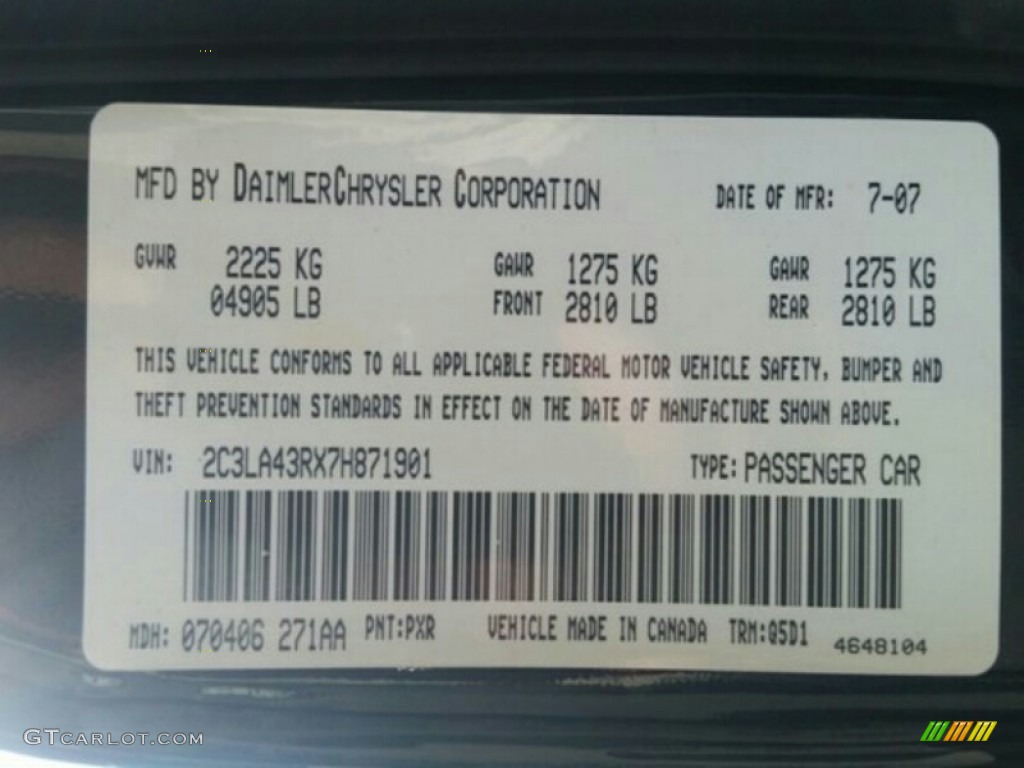 MFD BY DAIMLERCHRYSLER CORPORATION DATE OF MFR: 7-07
GVWR 2225 KG GAWR 1275 KG GAWR 1275 KG
04905 LB FRONT 2810 LB REAR 2810 LB
THIS VEHICLE CONFORMS TO ALL APPLICABLE FEDERAL MOTOR VEHICLE SAFETY, BUMPER AND
THEFT PREVENTION STANDARDS IN EFFECT ON THE DATE OF MANUFACTURE SHOWN ABOVE.
VIN: 2C3LA43RX7H871901 TYPE: PASSENGER CAR
MDH: 070406 271AA PNT:PXR VEHICLE MADE IN CANADA TRM:Q5D1 4648104
GTCARLOT.COM